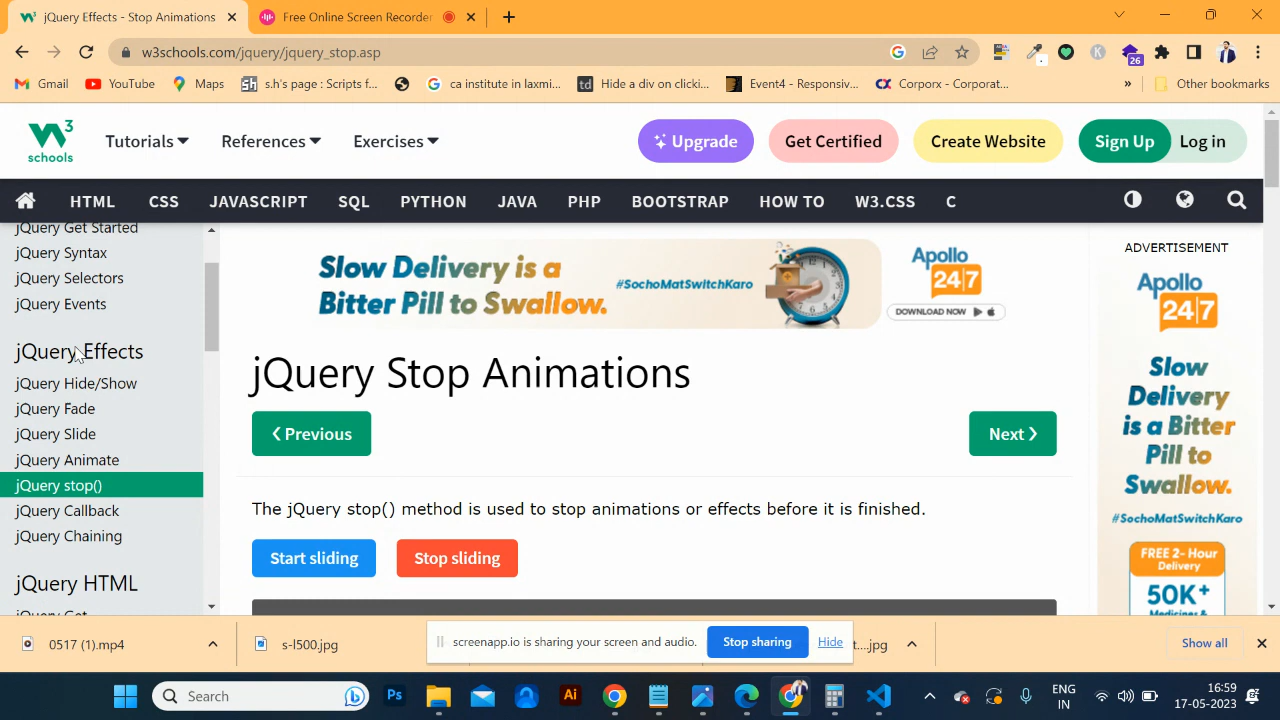 jQuery Effects - Stop Animations
Free Online Screen Recorder
w3schools.com/jquery/jquery_stop.asp
26
Gmail
YouTube
Maps
s.h's page : Scripts f...
ca institute in laxmi...
Hide a div on clicki...
Event4 - Responsiv...
Corporx - Corporat...
»
Other bookmarks
W3 schools
Tutorials
References
Exercises
Upgrade
Get Certified
Create Website
Sign Up
Log in
HTML
CSS
JAVASCRIPT
SQL
PYTHON
JAVA
PHP
BOOTSTRAP
HOW TO
W3.CSS
C
jQuery Get Started
jQuery Syntax
jQuery Selectors
jQuery Events
jQuery Effects
jQuery Hide/Show
jQuery Fade
jQuery Slide
jQuery Animate
jQuery stop()
jQuery Callback
jQuery Chaining
jQuery HTML
jQuery Get
Slow Delivery is a
Bitter Pill to Swallow.
#SochoMatSwitchKaro
Apollo
24|7
DOWNLOAD NOW
jQuery Stop Animations
❮ Previous
Next ❯
The jQuery stop() method is used to stop animations or effects before it is finished.
Start sliding
Stop sliding
ADVERTISEMENT
Apollo
24|7
Slow
Delivery
is a Bitter
Pill to
Swallow.
#SochoMatSwitchKaro
FREE 2-Hour
Delivery
50K+
Medicines &
0517 (1).mp4
s-l500.jpg
screenapp.io is sharing your screen and audio.
Stop sharing
Hide
t....jpg
Show all
Search
Ps
Ai
ENG
IN
16:59
17-05-2023